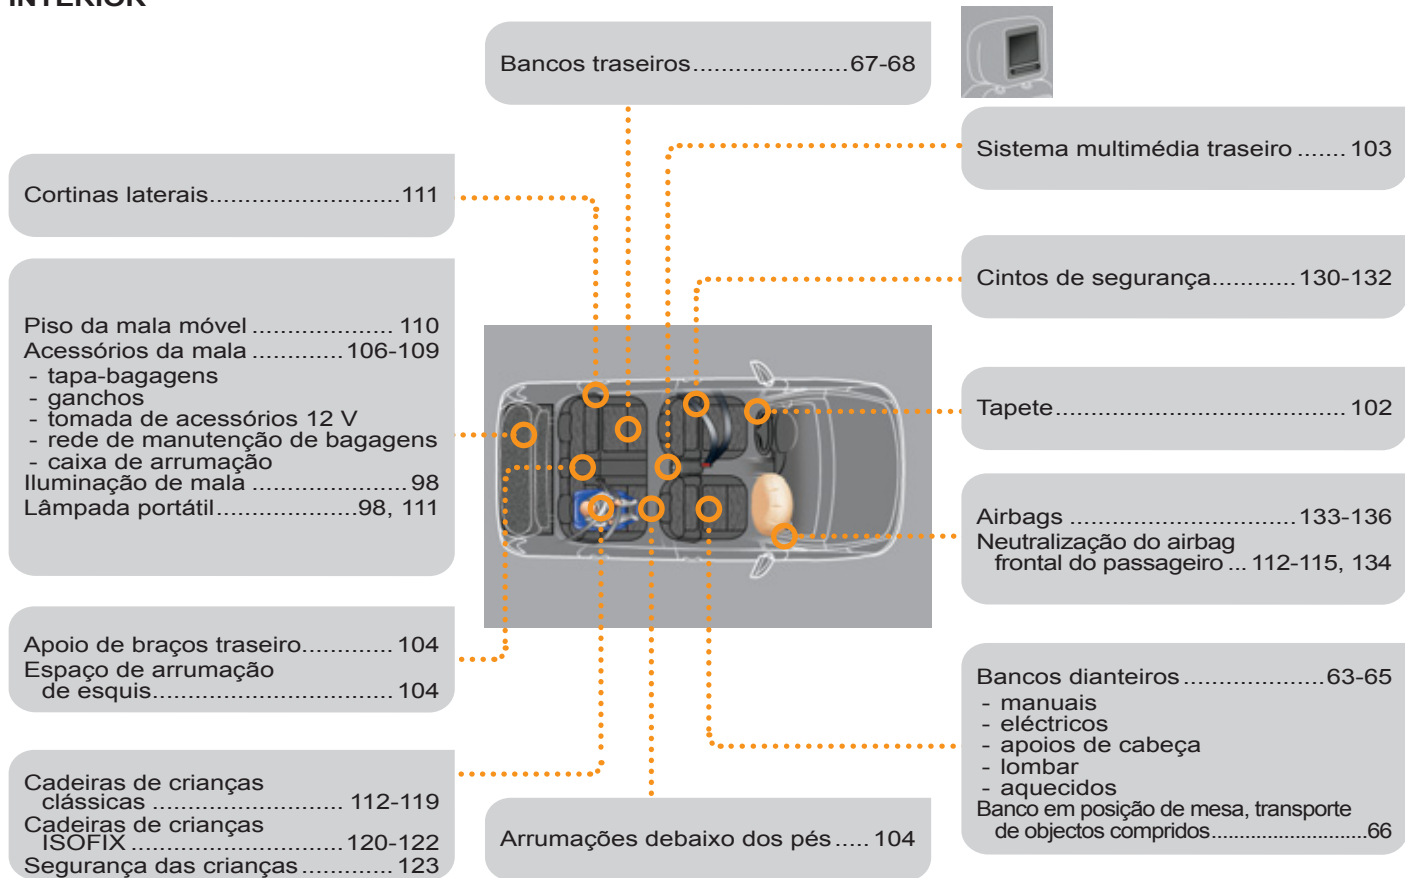 INTERIOR
Bancos traseiros......................67-68
Sistema multimédia traseiro ....... 103
Cortinas laterais...........................111
Cintos de segurança............130-132
Piso da mala móvel .................... 110
Acessórios da mala .............106-109
- tapa-bagagens
- ganchos
- tomada de acessórios 12 V
- rede de manutenção de bagagens
- caixa de arrumação
Iluminação de mala ......................98
Lâmpada portátil....................98, 111
Tapete............................................ 102
Airbags ................................133-136
Neutralização do airbag
frontal do passageiro ... 112-115, 134
Apoio de braços traseiro............. 104
Espaço de arrumação
de esquis.................................. 104
Bancos dianteiros ....................63-65
- manuais
- eléctricos
- apoios de cabeça
- lombar
- aquecidos
Banco em posição de mesa, transporte
de objectos compridos.............................66
Cadeiras de crianças
clássicas ........................... 112-119
Cadeiras de crianças
ISOFIX ..............................120-122
Segurança das crianças............. 123
Arrumações debaixo dos pés ..... 104